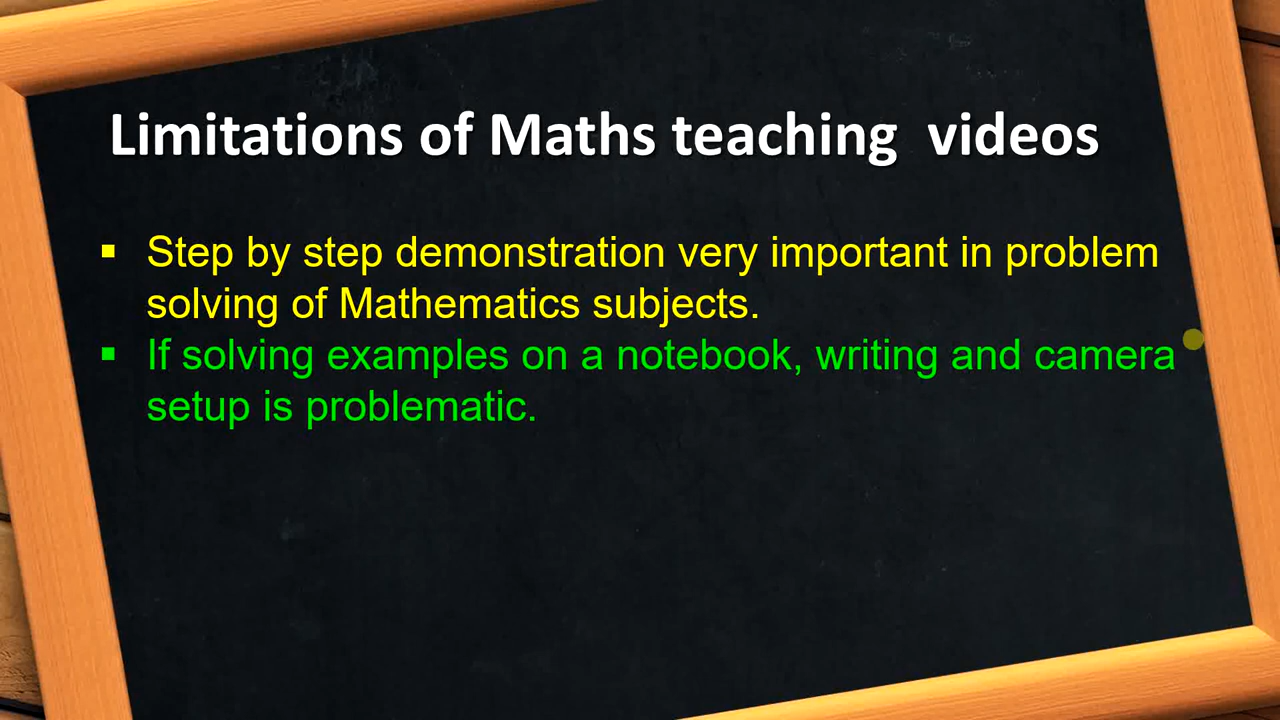 Limitations of Maths teaching  videos
▪ Step by step demonstration very important in problem
solving of Mathematics subjects.
▪ If solving examples on a notebook, writing and camera
setup is problematic.